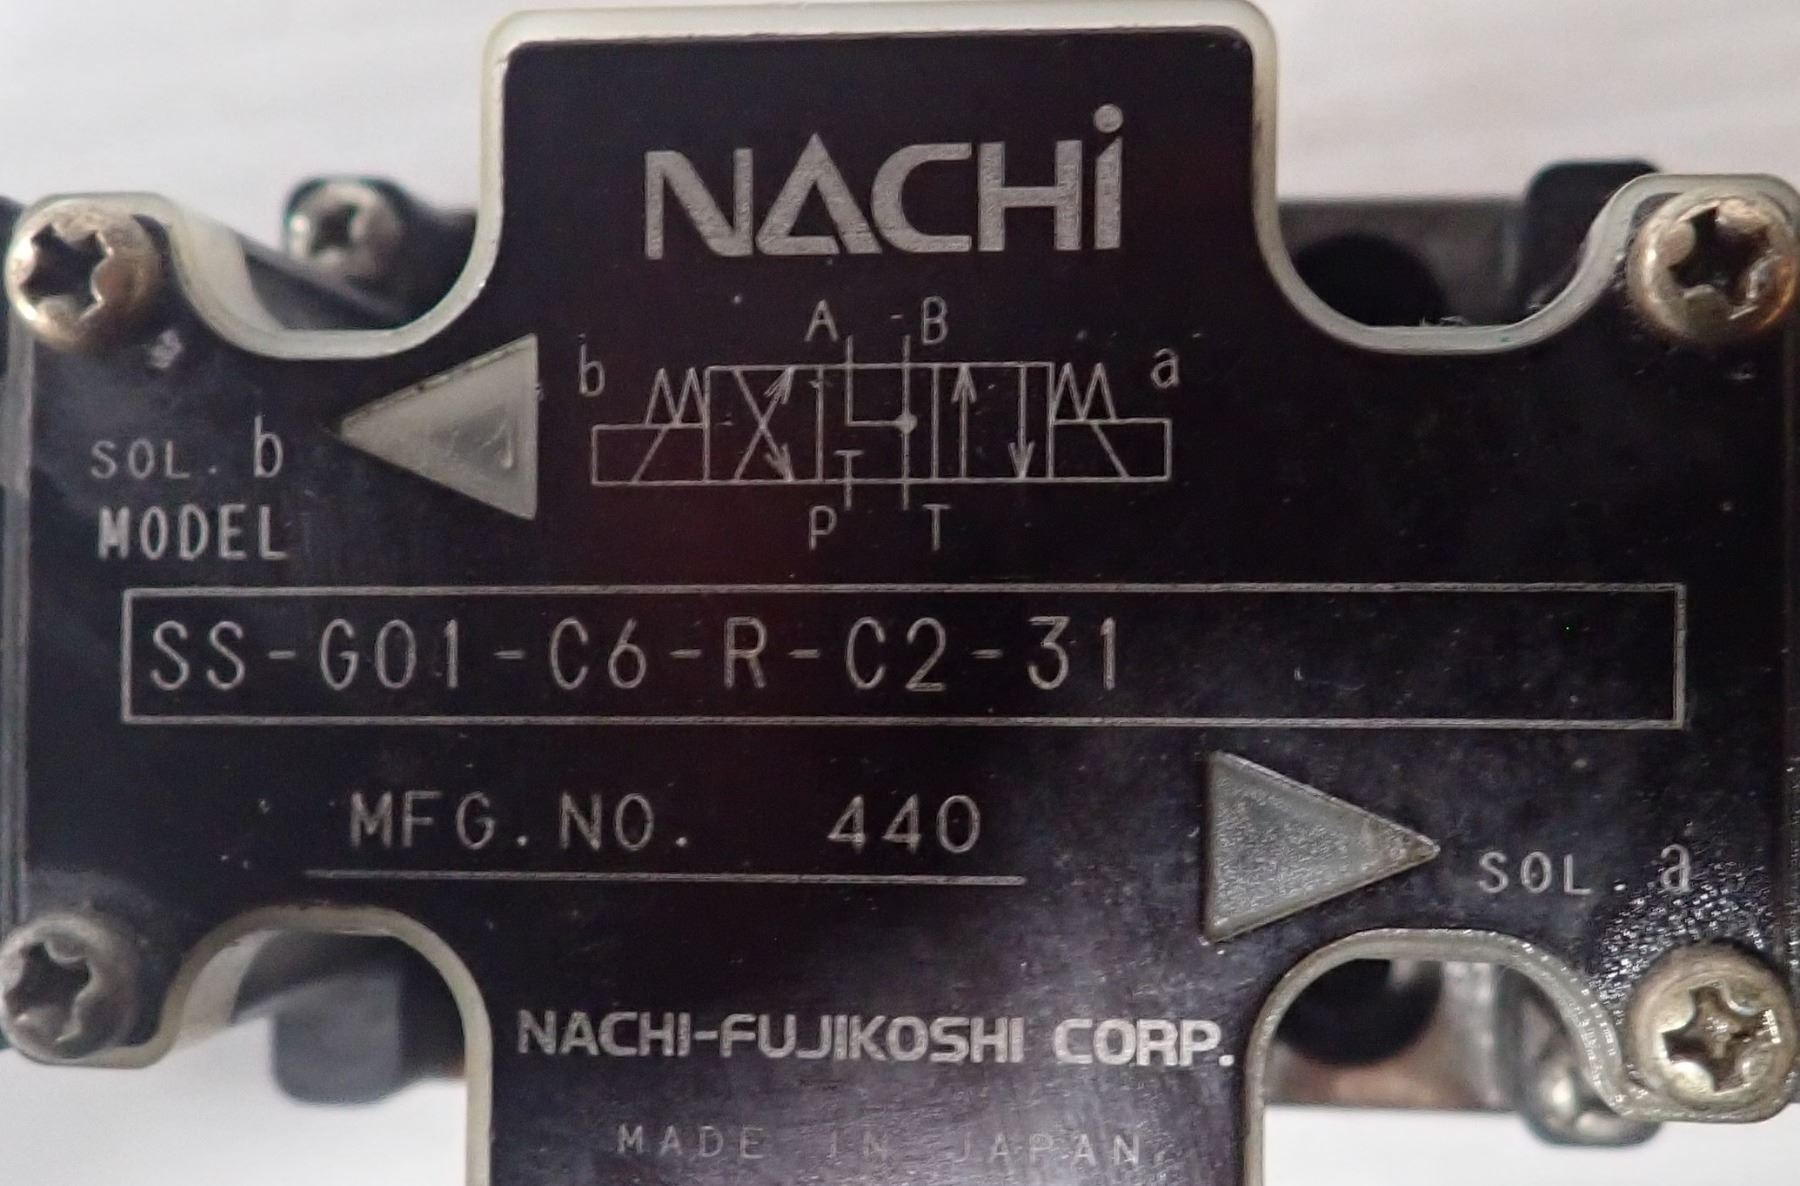 NACHi
A B
b a
SOL. b
P T
MODEL
SS-G01-C6-R-C2-31
MFG. NO. 440
SOL. a
NACHI-FUJIKOSHI CORP.
MADE IN JAPAN